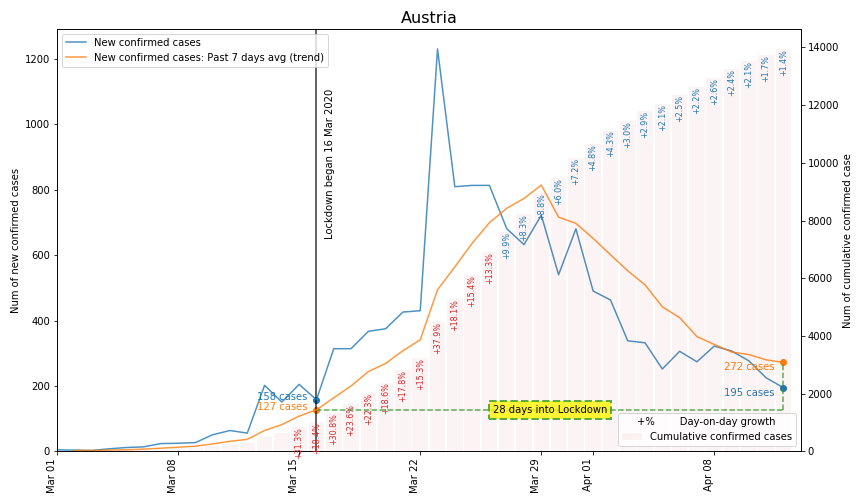 Austria
New confirmed cases
New confirmed cases: Past 7 days avg (trend)
Lockdown began 16 Mar 2020
Num of new confirmed cases
Num of cumulative confirmed case
1200
1000
800
600
400
200
0
14000
12000
10000
8000
6000
4000
2000
0
158 cases
127 cases
+31.3%
+18.4%
+30.8%
+23.6%
+22.3%
+18.6%
+17.8%
+15.3%
+37.9%
+18.1%
+15.4%
+13.3%
+9.9%
+8.3%
+8.8%
+6.0%
+7.2%
+4.8%
+4.3%
+3.0%
+2.9%
+2.1%
+2.5%
+2.2%
+2.6%
+2.4%
+2.1%
+1.7%
+1.4%
272 cases
195 cases
28 days into Lockdown
+% Day-on-day growth
Cumulative confirmed cases
Mar 01
Mar 08
Mar 15
Mar 22
Mar 29
Apr 01
Apr 08